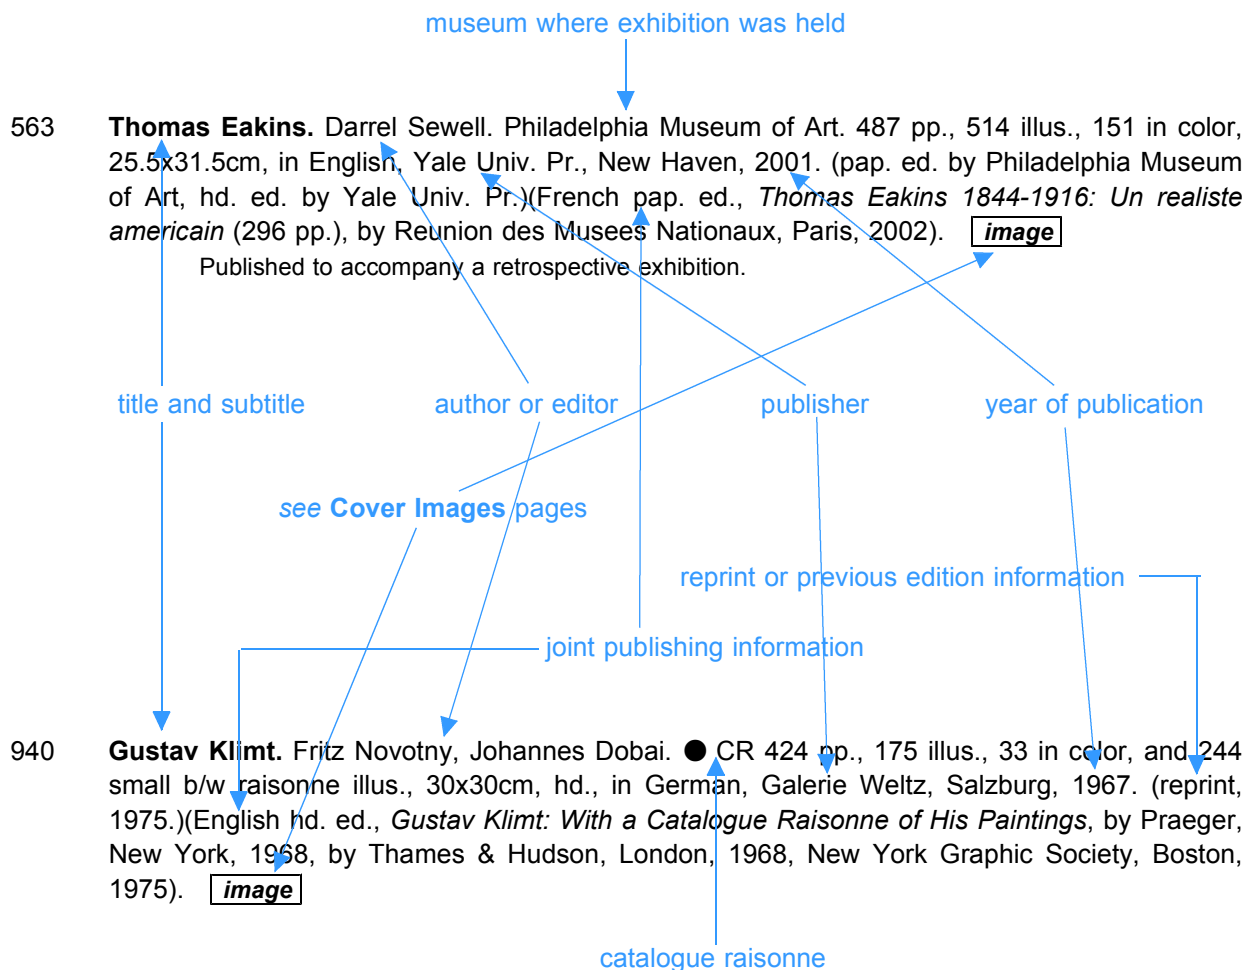 museum where exhibition was held
563 Thomas Eakins. Darrel Sewell. Philadelphia Museum of Art. 487 pp., 514 illus., 151 in color,
25.5x31.5cm, in English, Yale Univ. Pr., New Haven, 2001. (pap. ed. by Philadelphia Museum
of Art, hd. ed. by Yale Univ. Pr.)(French pap. ed., Thomas Eakins 1844-1916: Un realiste
americain (296 pp.), by Reunion des Musees Nationaux, Paris, 2002). image
Published to accompany a retrospective exhibition.
title and subtitle author or editor publisher year of publication
see Cover Images pages
reprint or previous edition information
joint publishing information
940 Gustav Klimt. Fritz Novotny, Johannes Dobai. ● CR 424 pp., 175 illus., 33 in color, and 244
small b/w raisonne illus., 30x30cm, hd., in German, Galerie Weltz, Salzburg, 1967. (reprint,
1975.)(English hd. ed., Gustav Klimt: With a Catalogue Raisonne of His Paintings, by Praeger,
New York, 1968, by Thames & Hudson, London, 1968, New York Graphic Society, Boston,
1975). image
catalogue raisonne